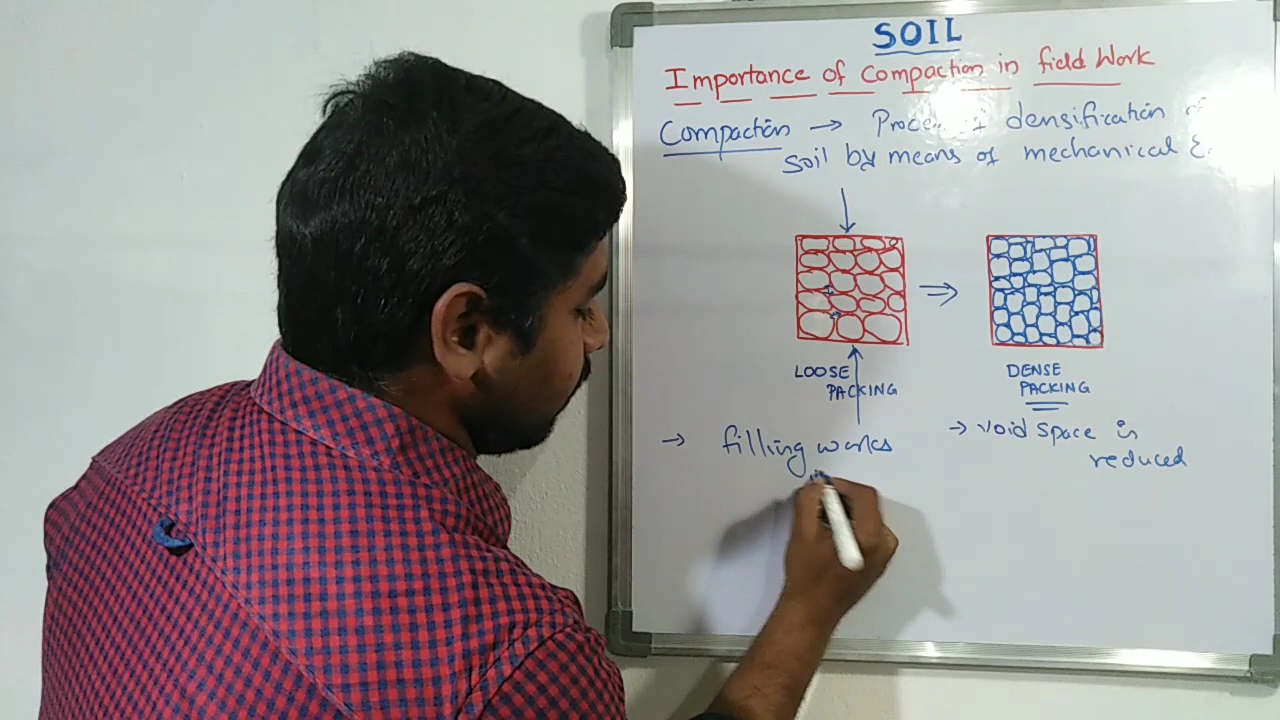 SOIL
Importance of Compaction in field Work
Compaction → densification
Soil by means of mechanical
LOOSE
PACKING
DENSE
PACKING
→ filling works
→ void space is
reduced